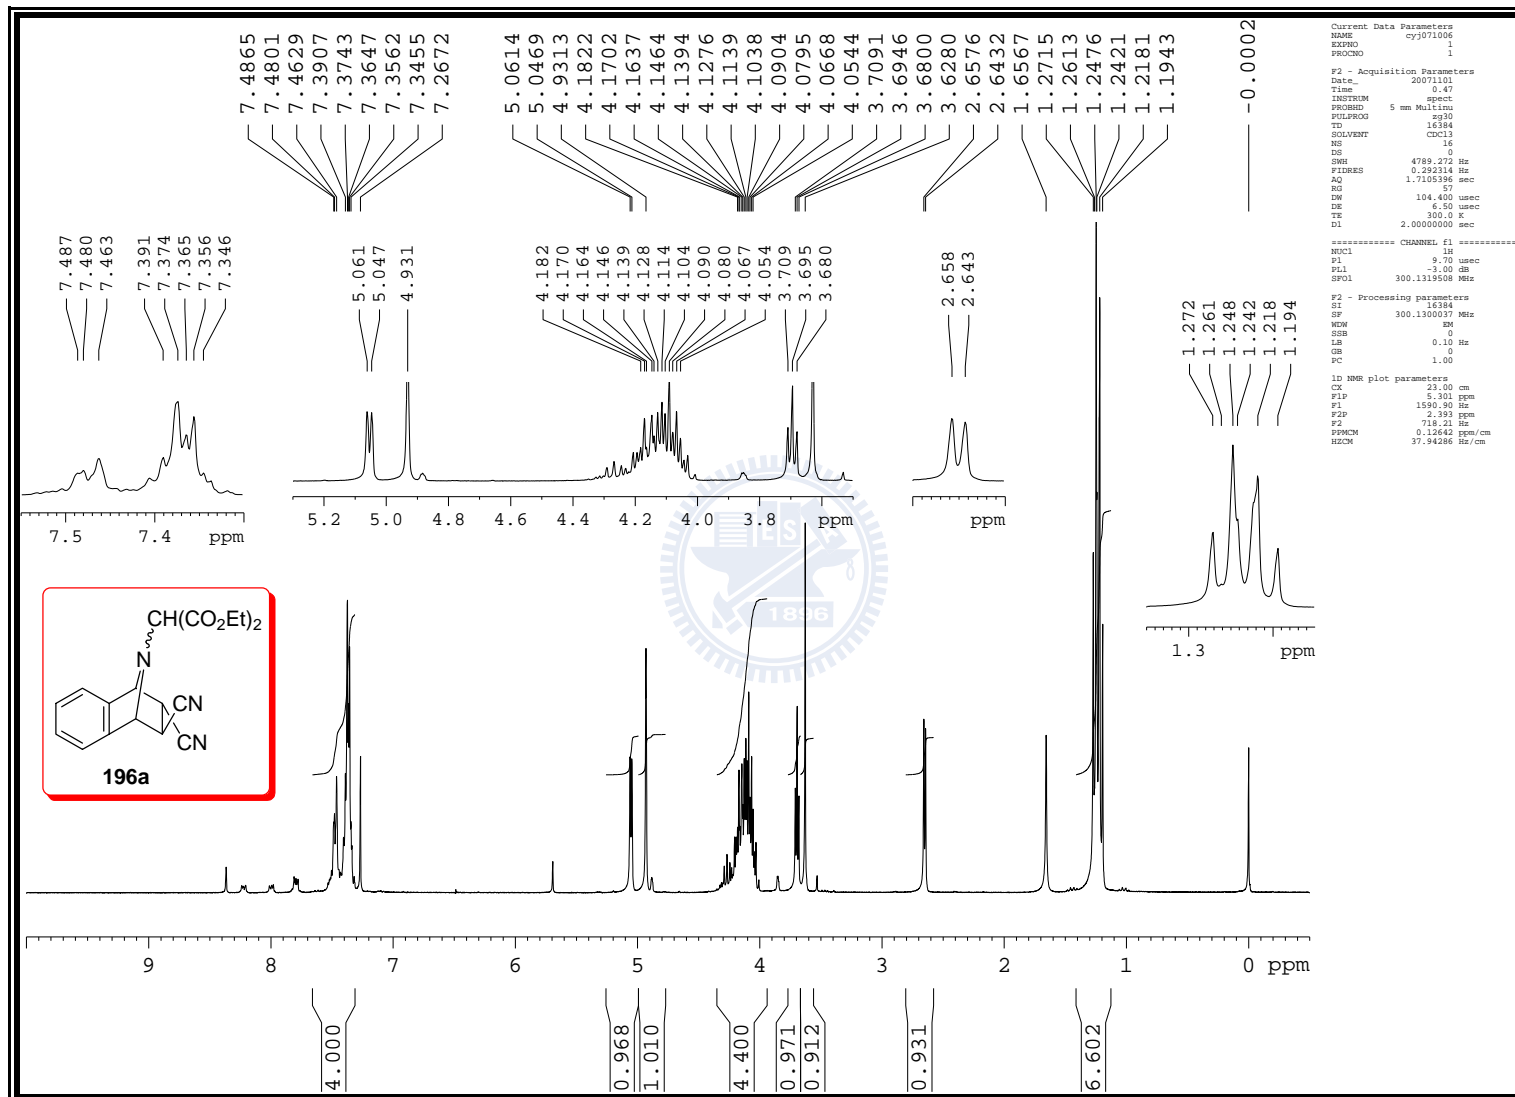 7.4865
7.4801
7.4629
7.3907
7.3743
7.3647
7.3562
7.3455
7.2672
5.0614
5.0469
4.9313
4.1822
4.1702
4.1637
4.1464
4.1394
4.1276
4.1139
4.1038
4.0904
4.0795
4.0668
4.0544
3.7091
3.6946
3.6800
3.6280
2.6576
2.6432
1.6567
1.2715
1.2613
1.2476
1.2421
1.2181
1.1943
-0.0002
7.487
7.480
7.463
7.391
7.374
7.365
7.356
7.346
5.061
5.047
4.931
4.182
4.170
4.164
4.146
4.139
4.128
4.114
4.104
4.090
4.080
4.067
4.054
3.709
3.695
3.680
2.658
2.643
1.272
1.261
1.248
1.242
1.218
1.194
7.5 7.4 ppm
5.2 5.0 4.8 4.6 4.4 4.2 4.0 3.8 ppm
ppm
1.3 ppm
Current Data Parameters
NAME cyj071006
EXPNO 1
PROCNO 1
F2 - Acquisition Parameters
Date_ 20071101
Time 0.47
INSTRUM spect
PROBHD 5 mm Multinu
PULPROG zg30
TD 16384
SOLVENT CDCl3
NS 16
DS 0
SWH 4789.272 Hz
FIDRES 0.292314 Hz
AQ 1.7105396 sec
RG 57
DW 104.400 usec
DE 6.50 usec
TE 300.0 K
D1 2.00000000 sec
============ CHANNEL f1 ===========
NUC1 1H
P1 9.70 usec
PL1 -3.00 dB
SFO1 300.1319508 MHz
F2 - Processing parameters
SI 16384
SF 300.1300037 MHz
WDW EM
SSB 0
LB 0.10 Hz
GB 0
PC 1.00
1D NMR plot parameters
CX 23.00 cm
F1P 5.301 ppm
F1 1590.90 Hz
F2P 2.393 ppm
F2 718.21 Hz
PPMCM 0.12642 ppm/cm
HZCM 37.94286 Hz/cm
ES
1896
CH(CO2Et)2
N
CN
CN
196a
9 8 7 6 5 4 3 2 1 0 ppm
4.000
0.968
1.010
4.400
0.971
0.912
0.931
6.602